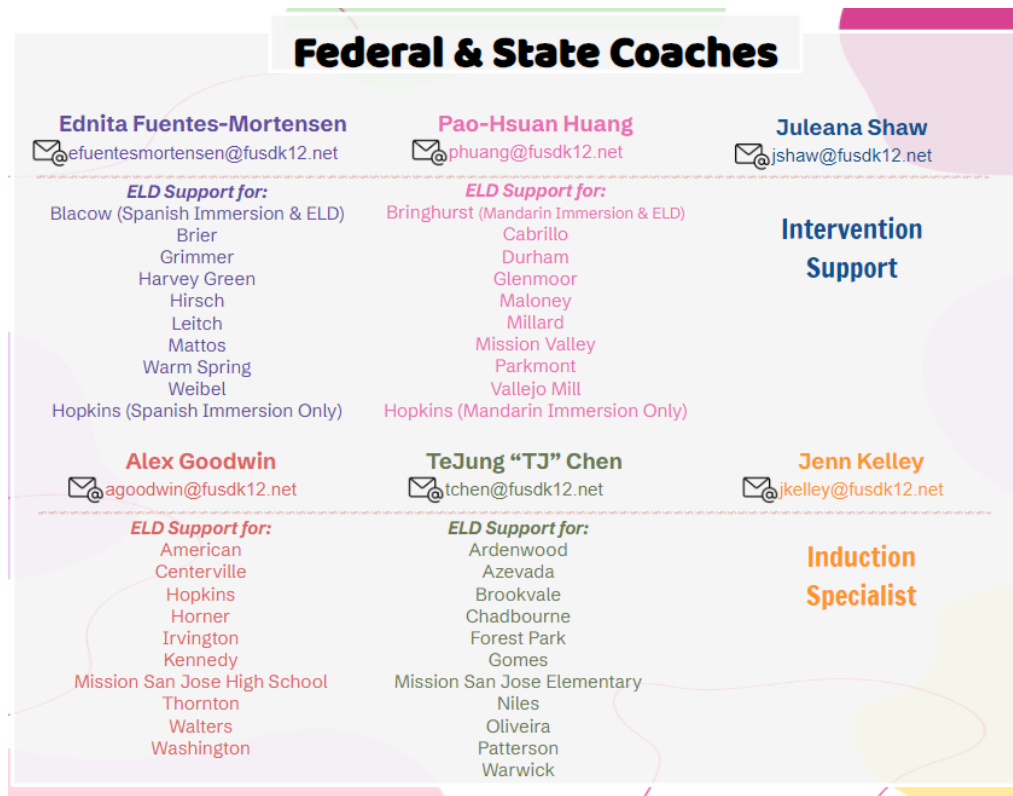 Federal & State Coaches
Ednita Fuentes-Mortensen
efuentesmortensen@fusdk12.net
ELD Support for:
Blacow (Spanish Immersion & ELD)
Brier
Grimmer
Harvey Green
Hirsch
Leitch
Mattos
Warm Spring
Weibel
Hopkins (Spanish Immersion Only)
Pao-Hsuan Huang
phuang@fusdk12.net
ELD Support for:
Bringhurst (Mandarin Immersion & ELD)
Cabrillo
Durham
Glenmoor
Maloney
Millard
Mission Valley
Parkmont
Vallejo Mill
Hopkins (Mandarin Immersion Only)
Juleana Shaw
jshaw@fusdk12.net
Intervention
Support
Alex Goodwin
agoodwin@fusdk12.net
ELD Support for:
American
Centerville
Hopkins
Horner
Irvington
Kennedy
Mission San Jose High School
Thornton
Walters
Washington
TeJung “TJ” Chen
tchen@fusdk12.net
ELD Support for:
Ardenwood
Azevada
Brookvale
Chadbourne
Forest Park
Gomes
Mission San Jose Elementary
Niles
Oliveira
Patterson
Warwick
Jenn Kelley
jkelley@fusdk12.net
Induction
Specialist